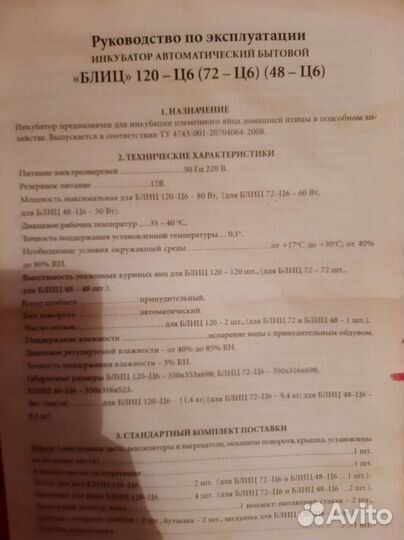 Руководство по эксплуатации
ИНКУБАТОР АВТОМАТИЧЕСКИЙ БЫТОВОЙ
«БЛИЦ» 120 – Ц6 (72 – Ц6) (48 – Ц6)
1. НАЗНАЧЕНИЕ
Инкубатор предназначен для инкубации племенного яйца домашней птицы в подсобном хо-
зяйстве. Выпускается в соответствии ТУ 4743-001-20704064-2008.
2. ТЕХНИЧЕСКИЕ ХАРАКТЕРИСТИКИ
Питание электроэнергией 50 Гц 220 В.
Резервное питание 12В.
Мощность максимальная для БЛИЦ 120-Ц6 – 80 Вт, (для БЛИЦ 72-Ц6 – 60 Вт,
для БЛИЦ 48-Ц6 – 50 Вт).
Диапазон рабочих температур 35 – 40 °С.
Точность поддержания установленной температуры 0,1°.
Необходимые условия окружающей среды от +17°С до +30°С, от 40%
до 80% RH.
Вместимость эталонных куриных яиц для БЛИЦ 120 – 120 шт., (для БЛИЦ 72 – 72 шт.,
для БЛИЦ 48 – 48 шт.).
Воздухообмен принудительный.
Тип поворота автоматический.
Число лотков для БЛИЦ 120 – 2 шт., (для БЛИЦ 72 и БЛИЦ 48 – 1 шт.).
Поддержание влажности испарение воды с принудительным обдувом.
Диапазон регулируемой влажности – от 40% до 85% RH.
Точность поддержания влажности – 3% RH.
Габаритные размеры БЛИЦ 120-Ц6 – 350х353х698; БЛИЦ 72-Ц6 – 350х316х698;
БЛИЦ 48-Ц6 – 350х316х523.
Вес (масса) для БЛИЦ 120-Ц6 – 11,4 кг; (для БЛИЦ 72-Ц6 – 9,4 кг; для БЛИЦ 48-Ц6 –
8,1 кг).
3. СТАНДАРТНЫЙ КОМПЛЕКТ ПОСТАВКИ
Корпус (электронная часть, вентиляторы и нагреватели, механизм поворота, крышка, установлены
1 шт.
Руководство по эксплуатации 1 шт.
БЛИЦ 120-Ц6 2 шт., (для БЛИЦ 72-Ц6 и БЛИЦ 48-Ц6 1 шт.).
БЛИЦ 120-Ц6 4 шт. (для БЛИЦ 72-Ц6 и БЛИЦ 48-Ц6 2 шт.).
1 комплект: питающий стакан – 2 шт.,
2 шт., бутылка – 2 шт., заглушка для БЛИЦ
Avito